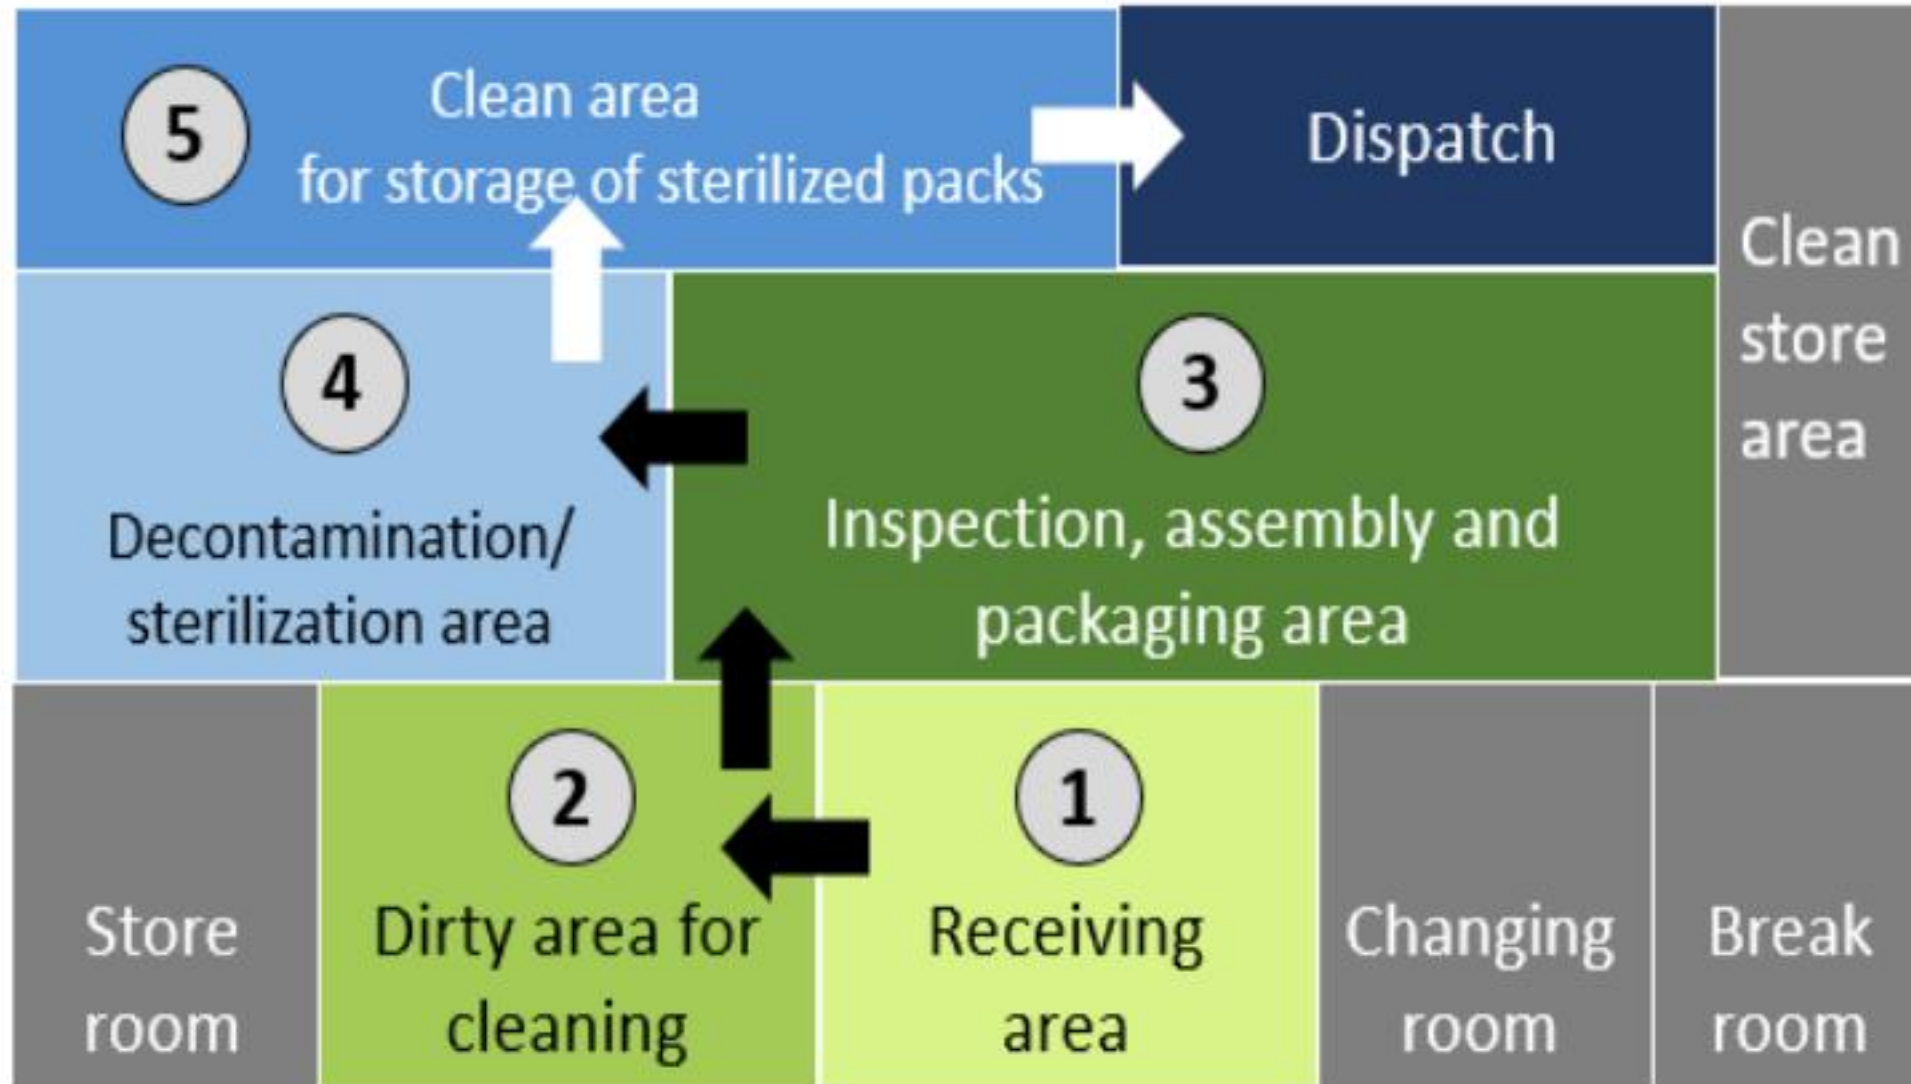 5
Clean area
for storage of sterilized packs
Dispatch
Clean
store
area
4
Decontamination/
sterilization area
3
Inspection, assembly and
packaging area
Store
room
2
Dirty area for
cleaning
1
Receiving
area
Changing
room
Break
room